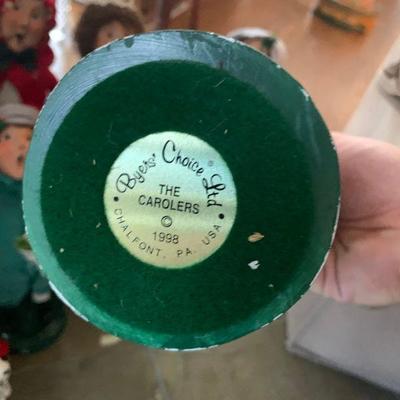 Byers' Choice Ltd ®
THE
CAROLERS
©
1998
• CHALFONT, PA. USA •